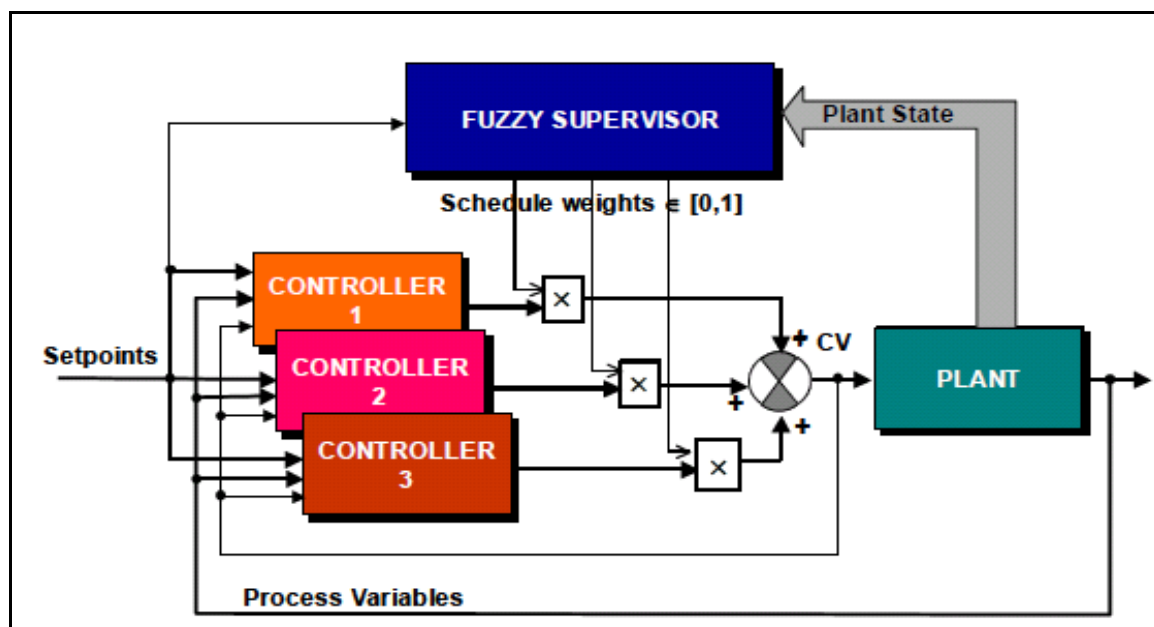 FUZZY SUPERVISOR
Plant State
Schedule weights ∈ [0,1]
CONTROLLER
1
×
Setpoints
CONTROLLER
2
×
+
+
CV
PLANT
CONTROLLER
3
×
+
Process Variables